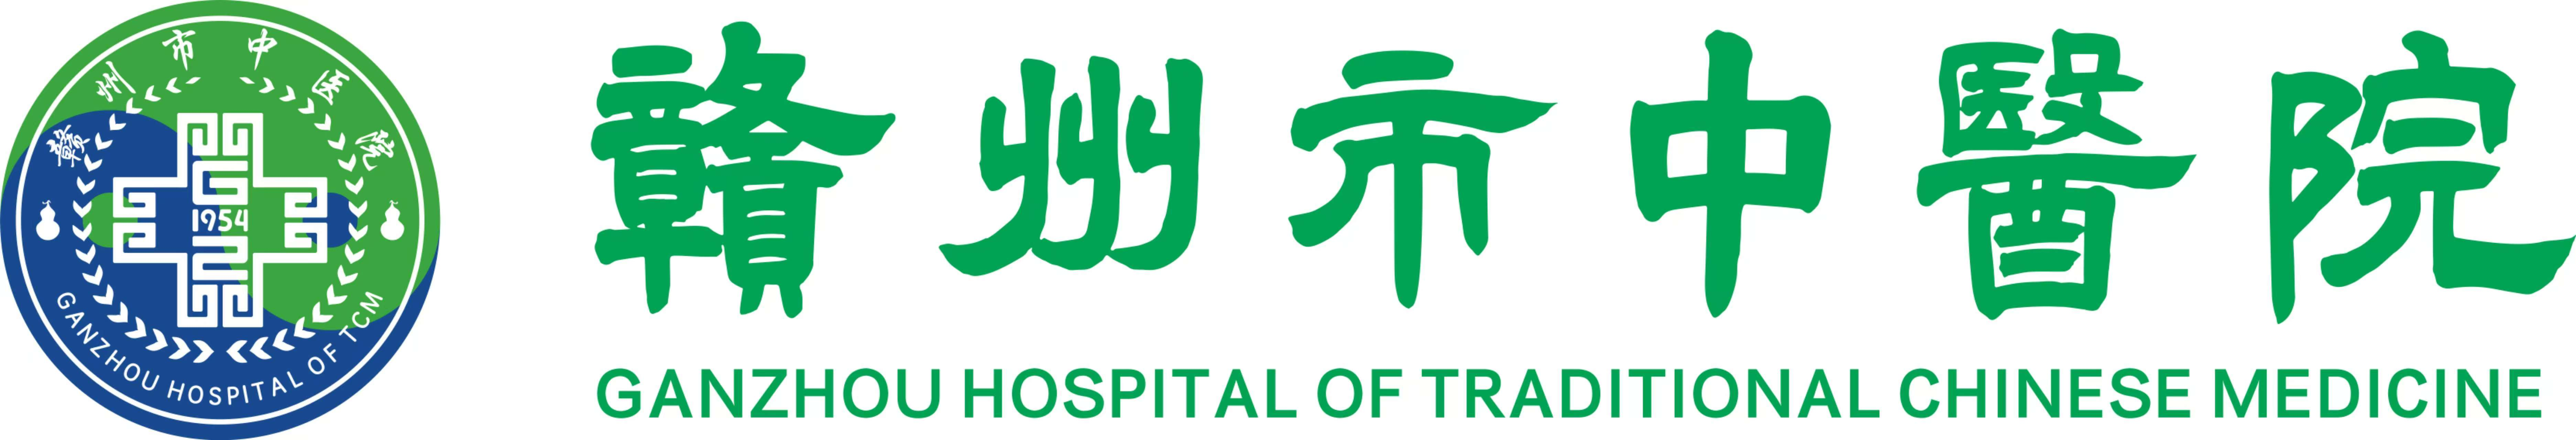 赣州市中医院
1954
GANZHOU HOSPITAL OF TCM
贛州市中醫院
GANZHOU HOSPITAL OF TRADITIONAL CHINESE MEDICINE